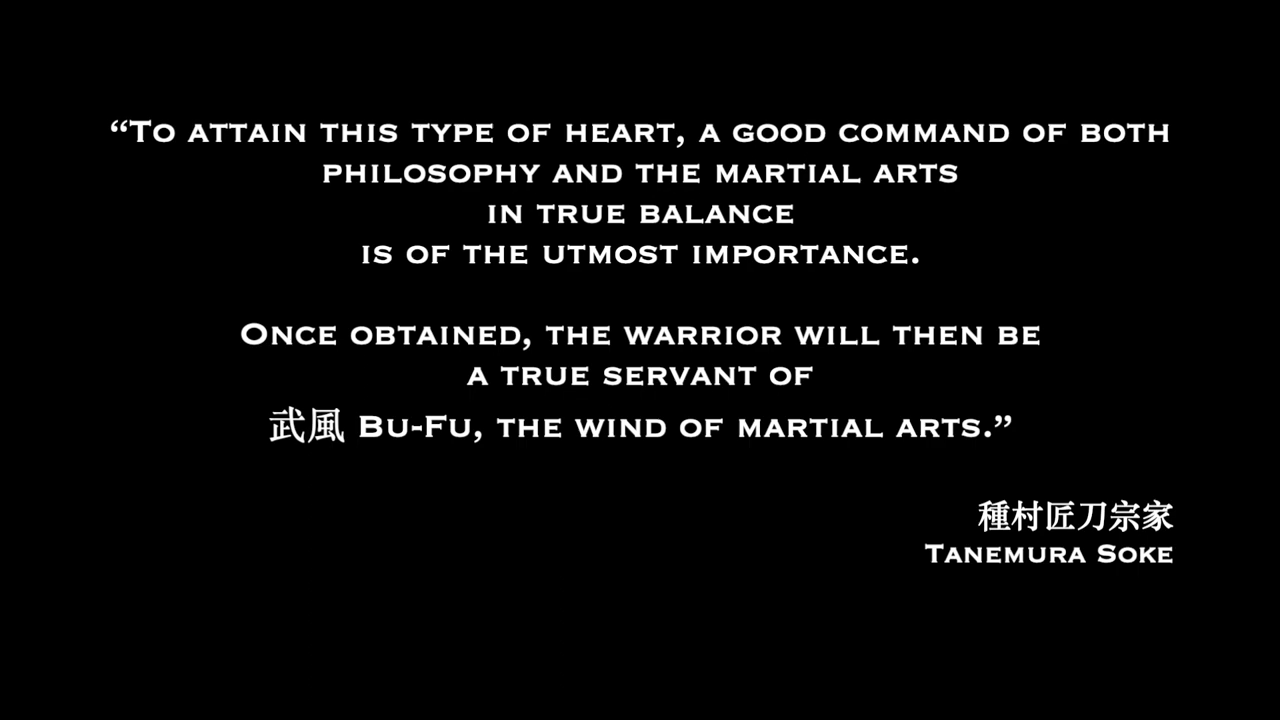 “To attain this type of heart, a good command of both
philosophy and the martial arts
in true balance
is of the utmost importance.
Once obtained, the warrior will then be
a true servant of
武風 Bu-Fu, the wind of martial arts.”
種村匠刀宗家
Tanemura Soke